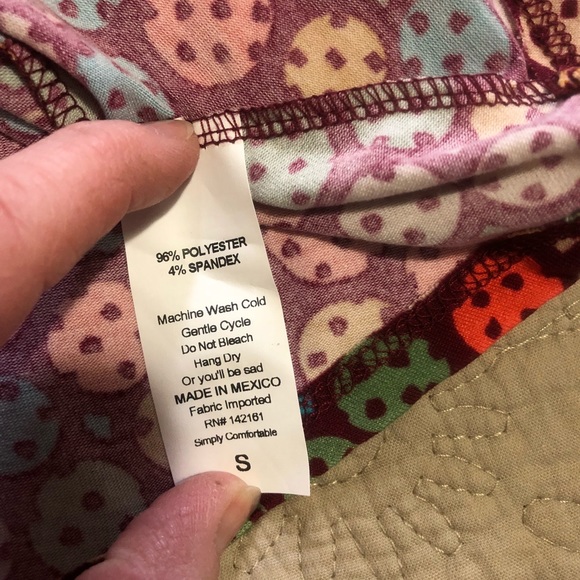 96% POLYESTER
4% SPANDEX
Machine Wash Cold
Gentle Cycle
Do Not Bleach
Hang Dry
Or you'll be sad
MADE IN MEXICO
Fabric Imported
RN# 142161
Simply Comfortable
S